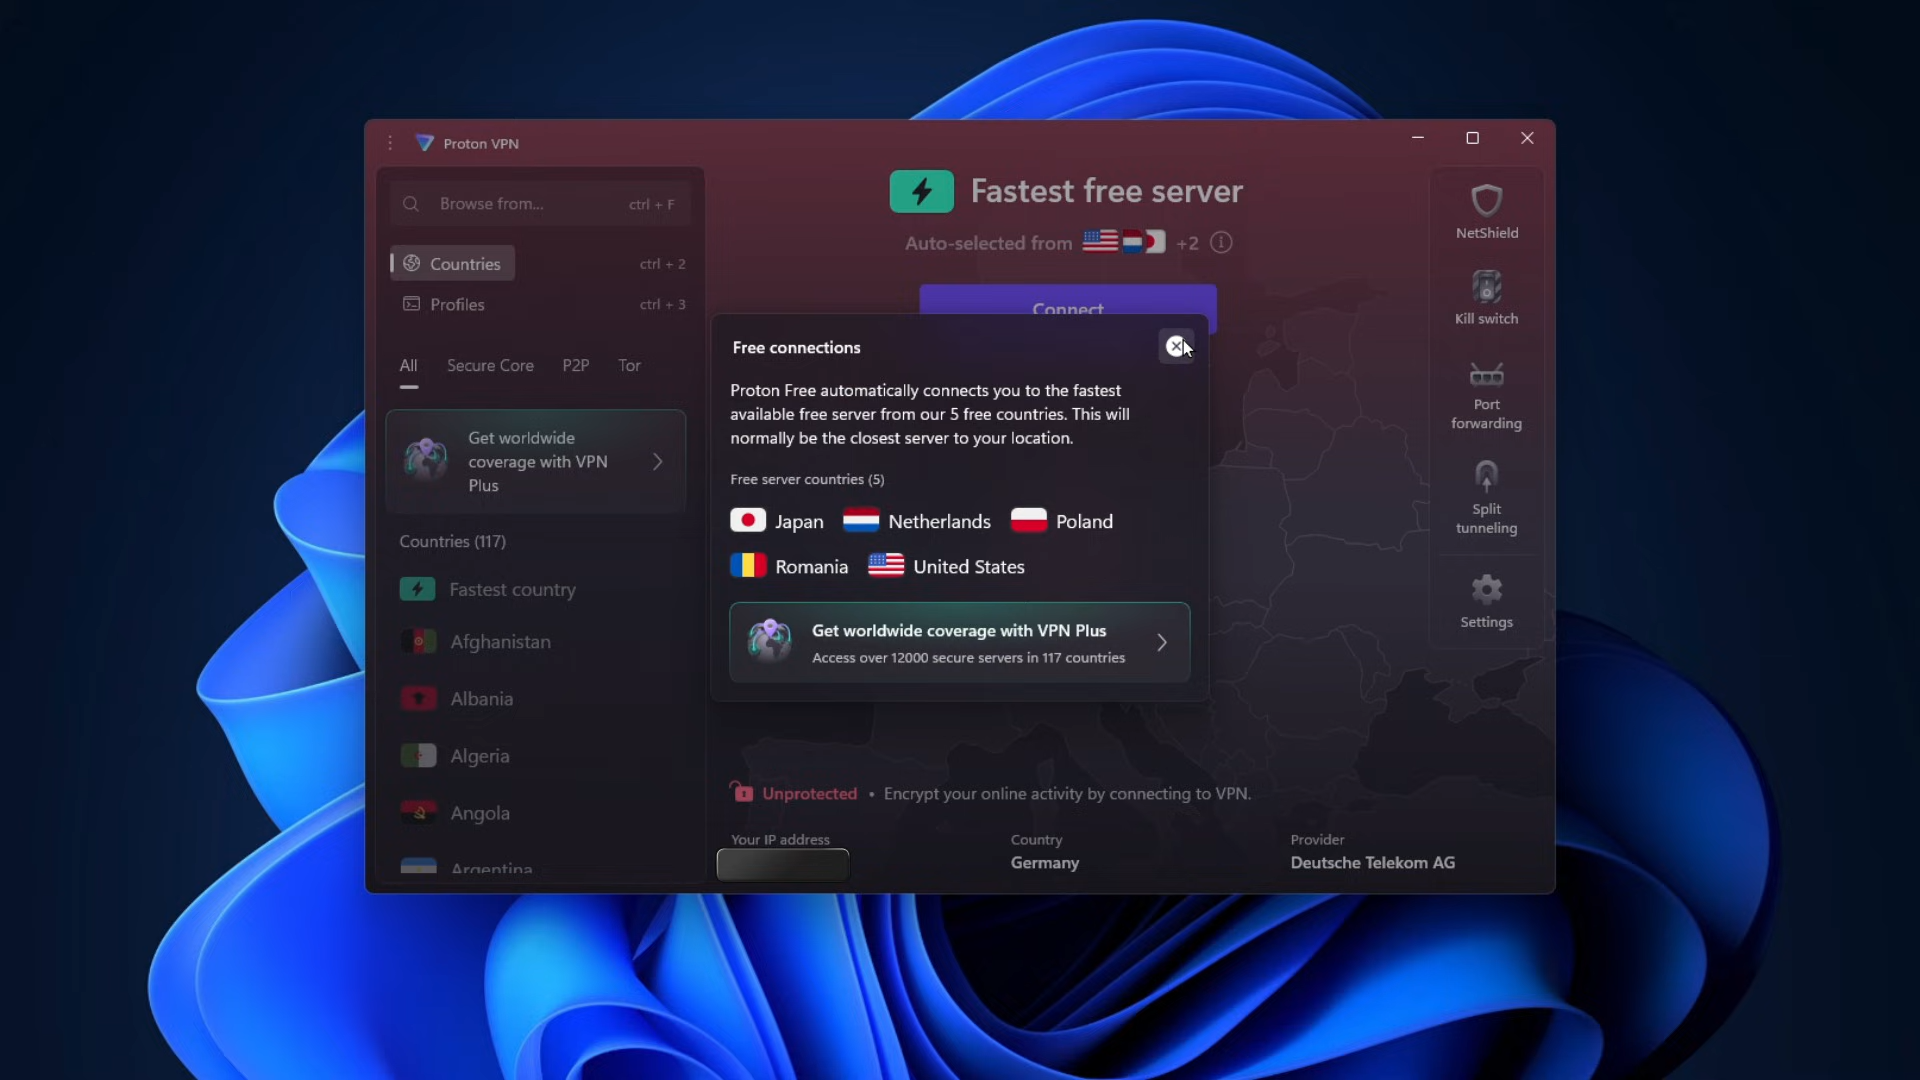 Proton VPN
Browse from...
ctrl + F
Countries
ctrl + 2
Profiles
ctrl + 3
All
Secure Core
P2P
Tor
Get worldwide
coverage with VPN
Plus
Countries (117)
Fastest country
Afghanistan
Albania
Algeria
Angola
Argentina
Fastest free server
Auto-selected from
+2
Connect
Free connections
Proton Free automatically connects you to the fastest
available free server from our 5 free countries. This will
normally be the closest server to your location.
Free server countries (5)
Japan
Netherlands
Poland
Romania
United States
Get worldwide coverage with VPN Plus
Access over 12000 secure servers in 117 countries
Unprotected • Encrypt your online activity by connecting to VPN.
Your IP address
Country
Germany
Provider
Deutsche Telekom AG
NetShield
Kill switch
Port
forwarding
Split
tunneling
Settings